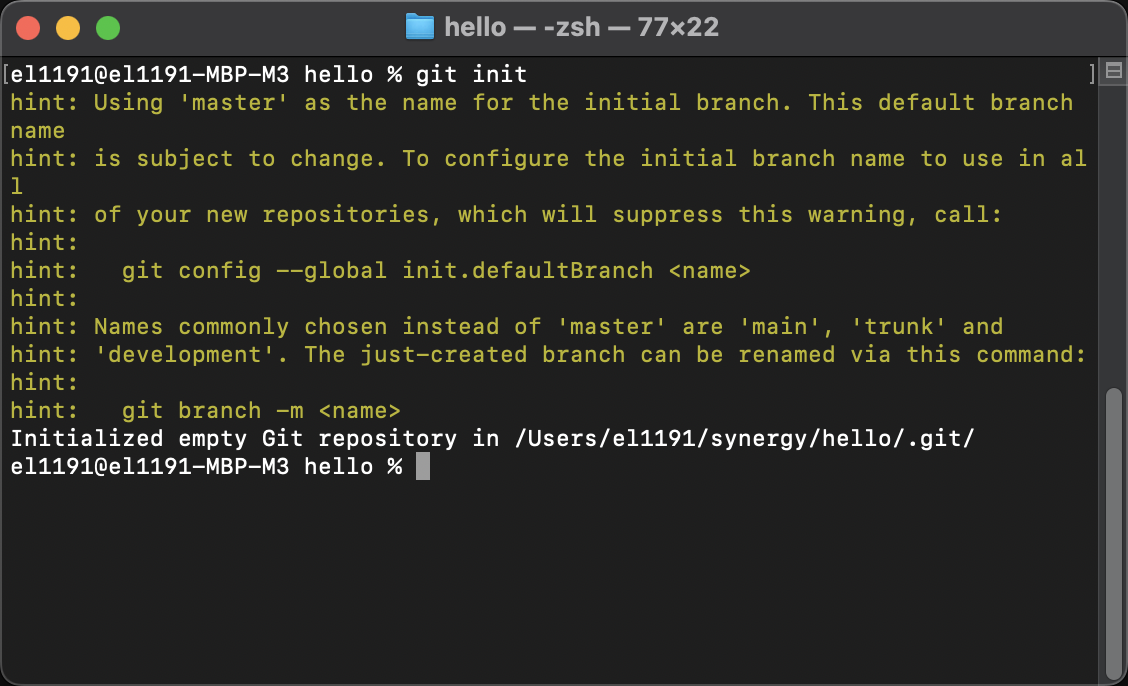 hello — -zsh — 77×22
[el1191@el1191-MBP-M3 hello % git init ]
hint: Using 'master' as the name for the initial branch. This default branch
name
hint: is subject to change. To configure the initial branch name to use in al
l
hint: of your new repositories, which will suppress this warning, call:
hint:
hint:   git config --global init.defaultBranch <name>
hint:
hint: Names commonly chosen instead of 'master' are 'main', 'trunk' and
hint: 'development'. The just-created branch can be renamed via this command:
hint:
hint:   git branch -m <name>
Initialized empty Git repository in /Users/el1191/synergy/hello/.git/
el1191@el1191-MBP-M3 hello %